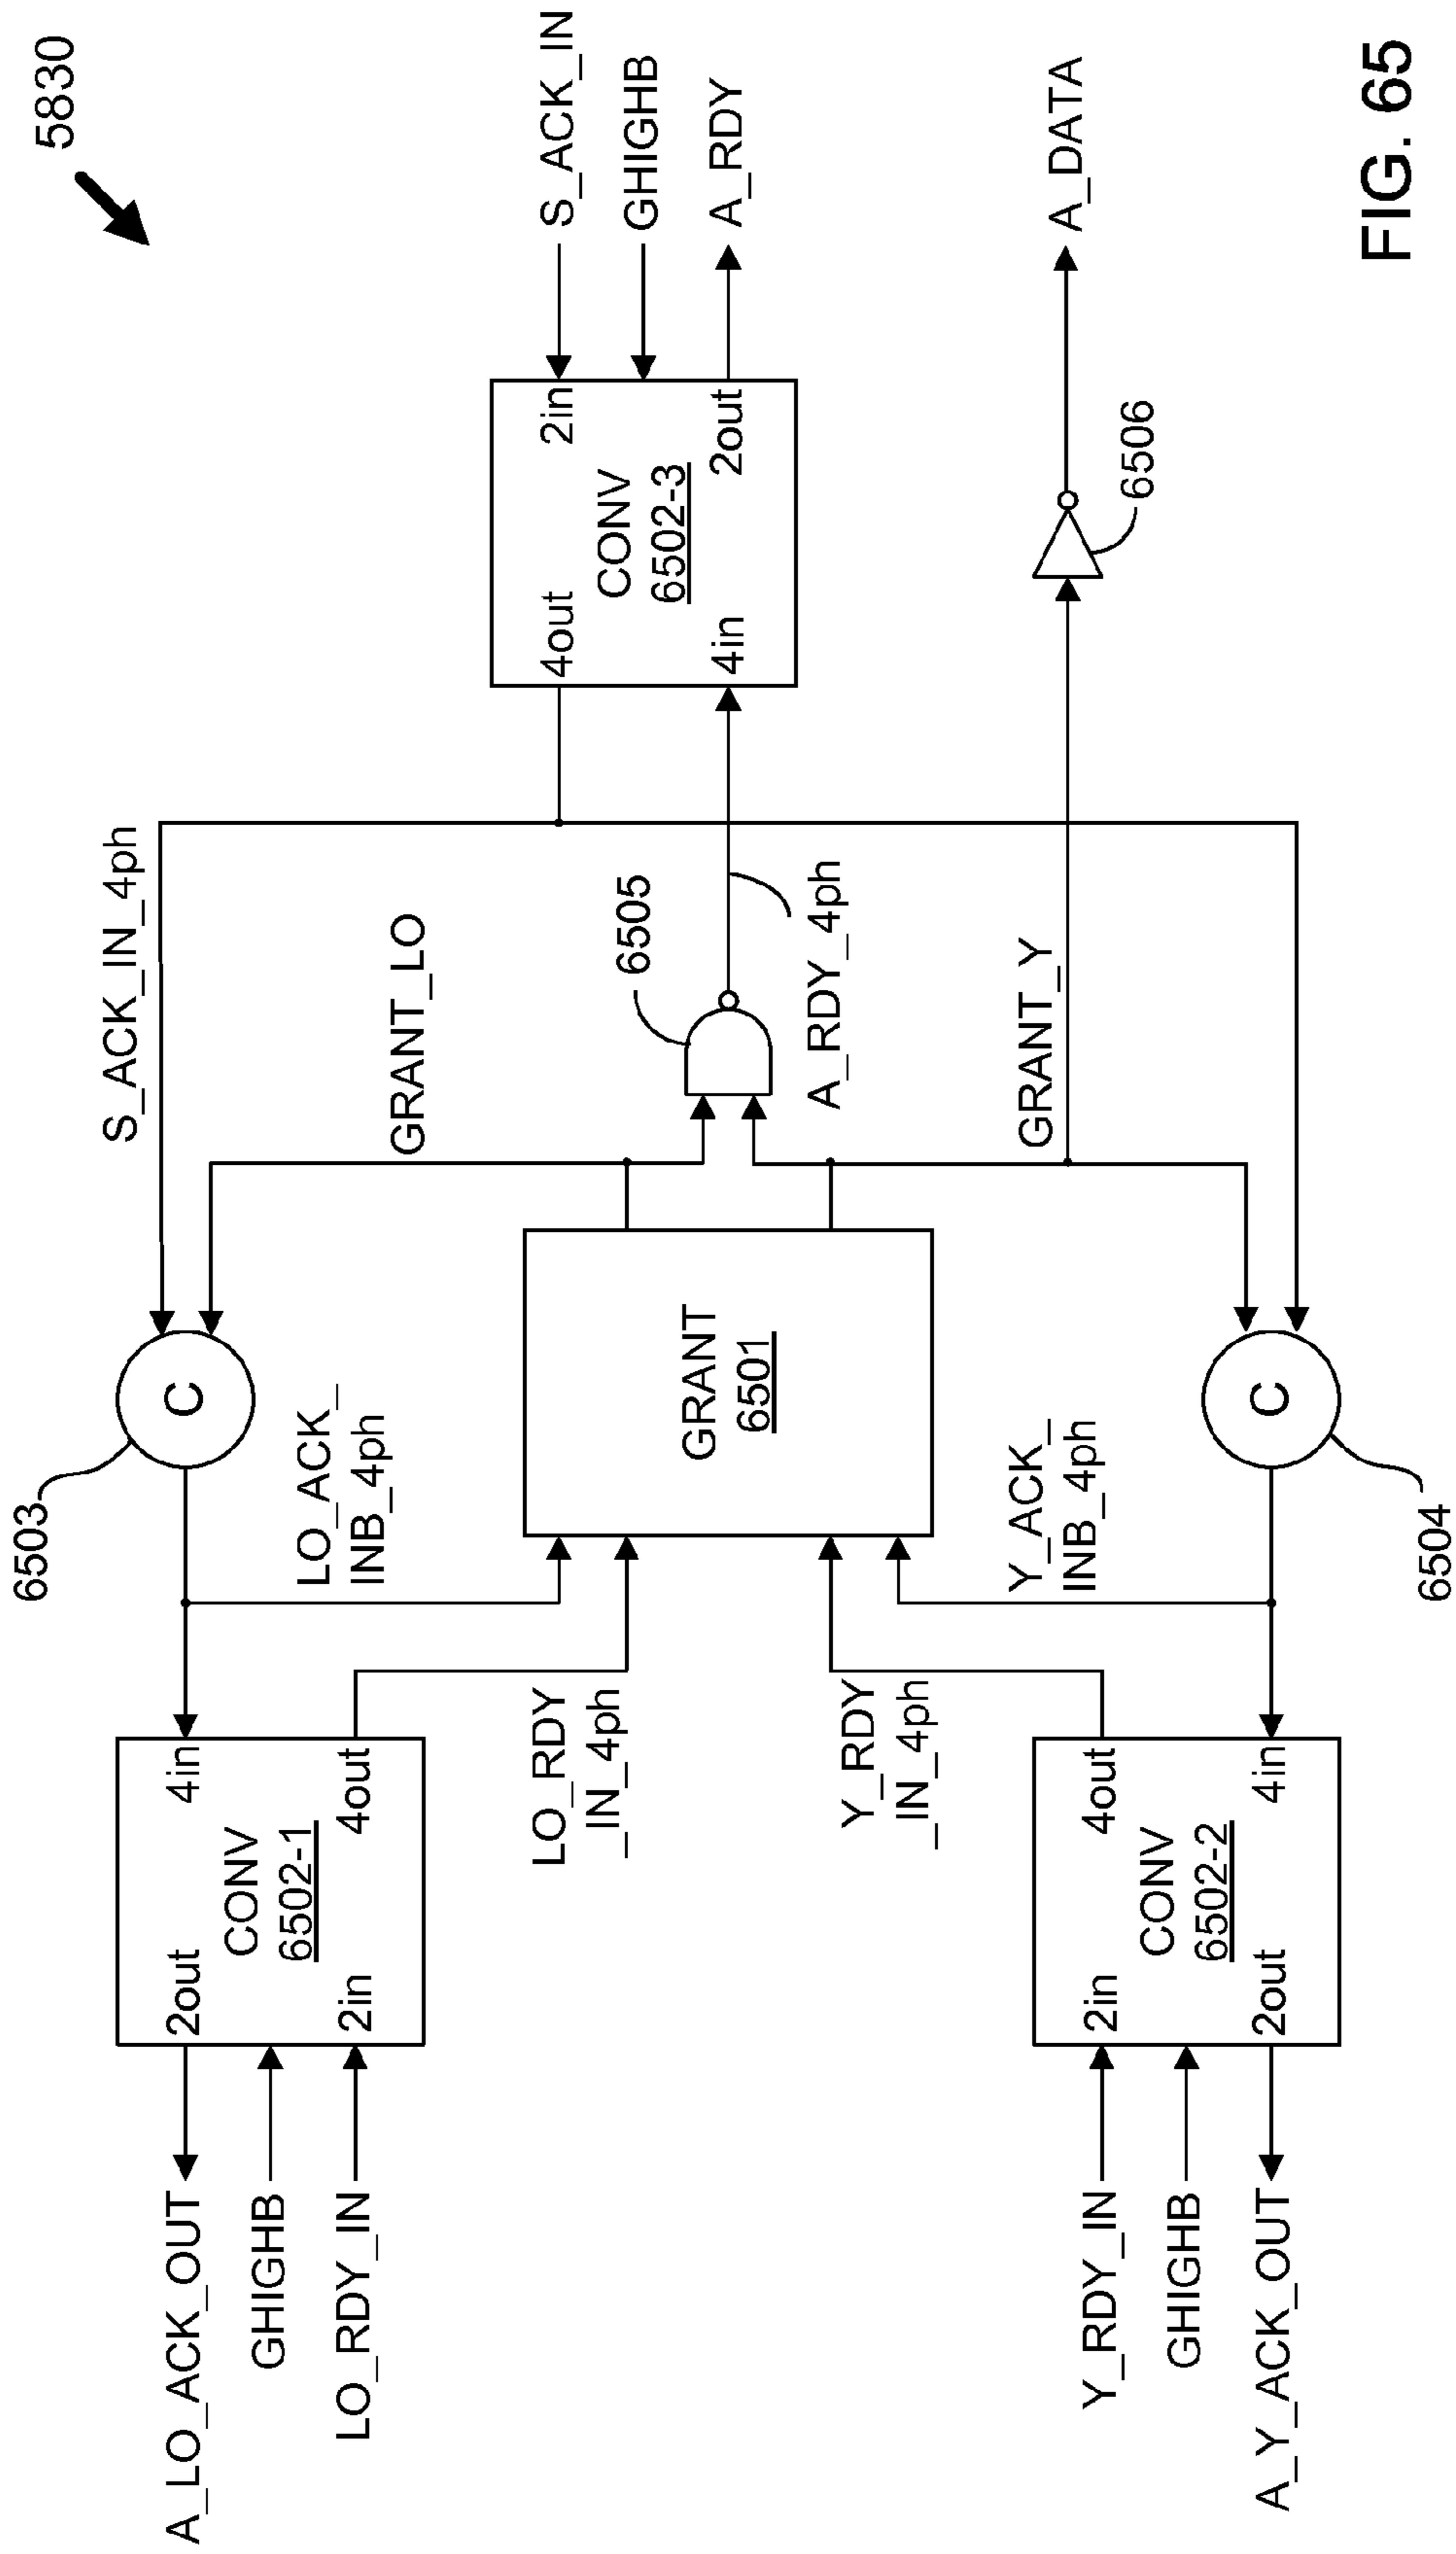 5830
A_LO_ACK_OUT
GHIGHB
LO_RDY_IN
2out
4in
CONV
6502-1
2in
4out
6503
C
LO_ACK_
INB_4ph
LO_RDY
_IN_4ph
S_ACK_IN_4ph
GRANT_LO
GRANT
6501
6505
A_RDY_4ph
4out
2in
CONV
6502-3
4in
2out
S_ACK_IN
GHIGHB
A_RDY
Y_RDY
_IN_4ph
Y_ACK_
INB_4ph
GRANT_Y
6506
A_DATA
Y_RDY_IN
GHIGHB
A_Y_ACK_OUT
2in
4out
CONV
6502-2
2out
4in
C
6504
FIG. 65